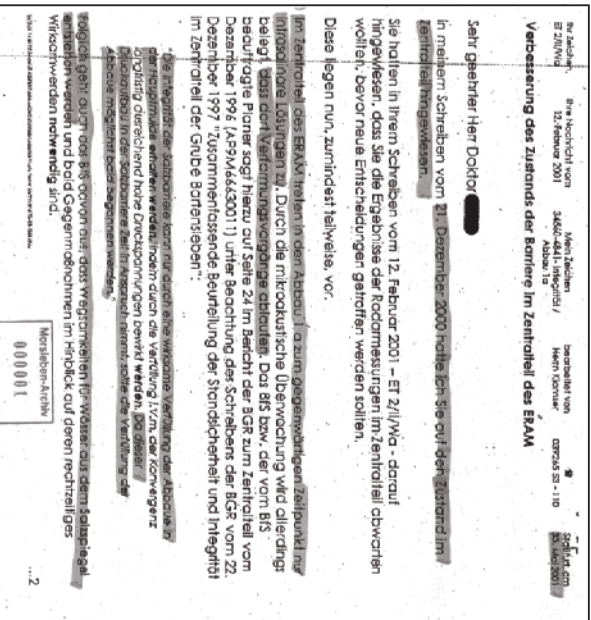 Ihr Zeichen Ihre Nachricht vom Mein Zeichen bearbeitet von Staßfurt, am
ET 2/II/Wa 12. Februar 2001 34650-4841-Integrität / Herrn 039265 53 - 110 23. Mai 2001
Abbau 1a
Verbesserung des Zustands der Barriere im Zentralteil des ERAM
Sehr geehrter Herr Doktor
in meinem Schreiben vom 21. Dezember 2000 hatte ich Sie auf den Zustand im
Zentralteil hingewiesen.
Sie hatten in Ihrem Schreiben vom 12. Februar 2001 – ET 2/II/Wa - darauf
hingewiesen, dass Sie die Ergebnisse der Radarmessungen im Zentralteil abwarten
wollten, bevor neue Entscheidungen getroffen werden sollten.
Diese liegen nun, zumindest teilweise, vor.
Im Zentralteil des ERAM treten in den Abbau 1a zum gegenwärtigen Zeitpunkt nur
intrasalinare Lösungen zu. Durch die mikroakustische Überwachung wird allerdings
belegt, dass dort Verformungsvorgänge ablaufen. Das BfS bzw. der vom BfS
beauftragte Planer sagt hierzu auf Seite 24 im Bericht der BGR zum Zentralteil vom
Dezember 1996 (A99M66630011) unter Beachtung des Schreibens der BGR vom 22.
Dezember 1997 "Zusammenfassende Beurteilung der Standsicherheit und Integrität
im Zentralteil der Grube Bartensleben":
"Die Integrität der Salzbarriere kann nur durch eine wirksame Verfüllung der Abbaue in
der Hauptmulde erhalten werden, indem durch die Verfüllung i.V.m. der Konvergenz
langfristig ausreichend hohe Druckspannungen bewirkt werden. Da dieser
Druckaufbau in der Salzbarriere Zeit in Anspruch nimmt, sollte die Verfüllung der
Abbaue möglichst bald begonnen werden."
Folglich geht auch das BfS davon aus, dass Wegsamkeiten für Wässer aus dem Salzspiegel
entstehen werden und bald Gegenmaßnahmen im Hinblick auf deren rechtzeitiges
Wirksamwerden notwendig sind.
...2
Morsleben-Archiv
000001